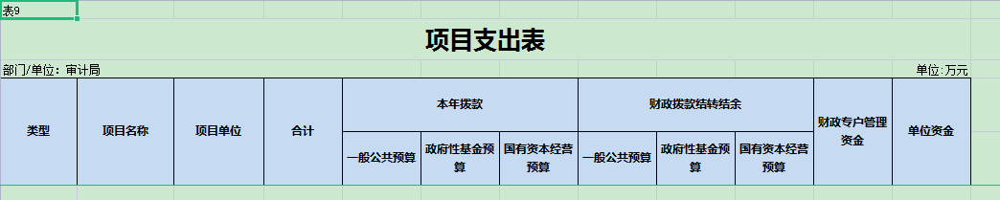 表9
项目支出表
部门/单位：审计局 单位:万元
类型 项目名称 项目单位 合计 本年拨款 财政拨款结转结余 财政专户管理资金 单位资金
一般公共预算 政府性基金预算 国有资本经营预算 一般公共预算 政府性基金预算 国有资本经营预算